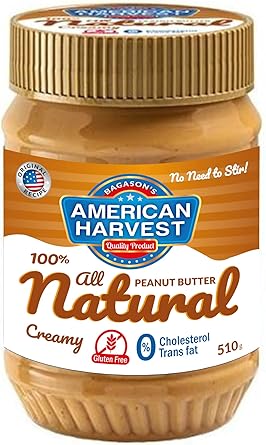 No Need to Stir!
ORIGINAL
RECIPE
BAGASON'S
AMERICAN
HARVEST
Quality Product
100%
All
Natural
PEANUT BUTTER
Creamy
Gluten Free
0%
Cholesterol
Trans fat
510g